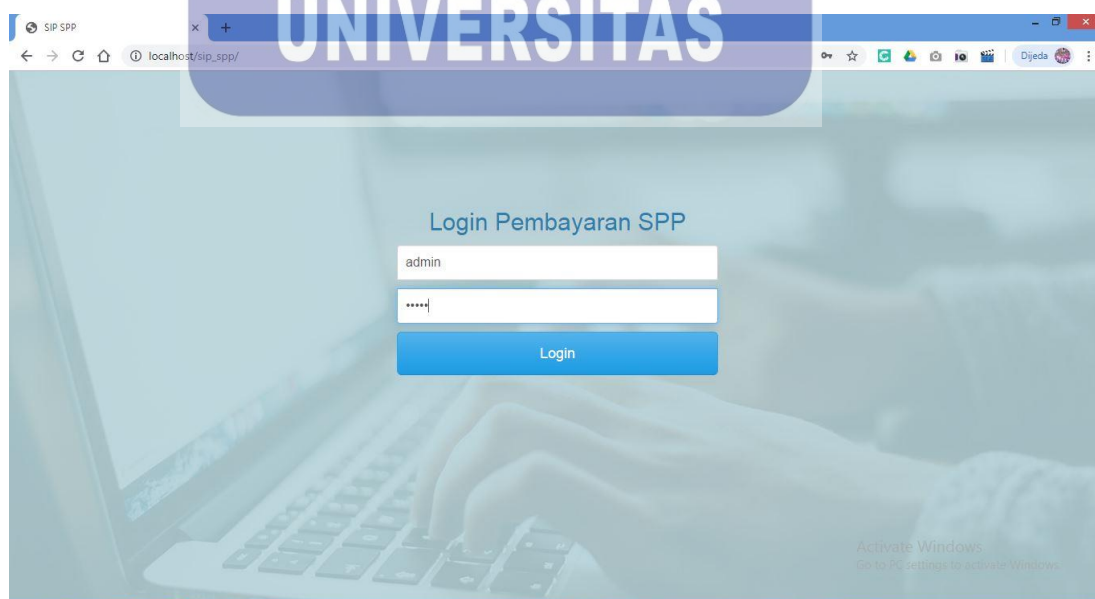 UNIVERSITAS
SIP SPP
localhost/sip_spp/
Dijeda
Login Pembayaran SPP
admin
•••••
Login
Activate Windows
Go to PC settings to activate Windows.